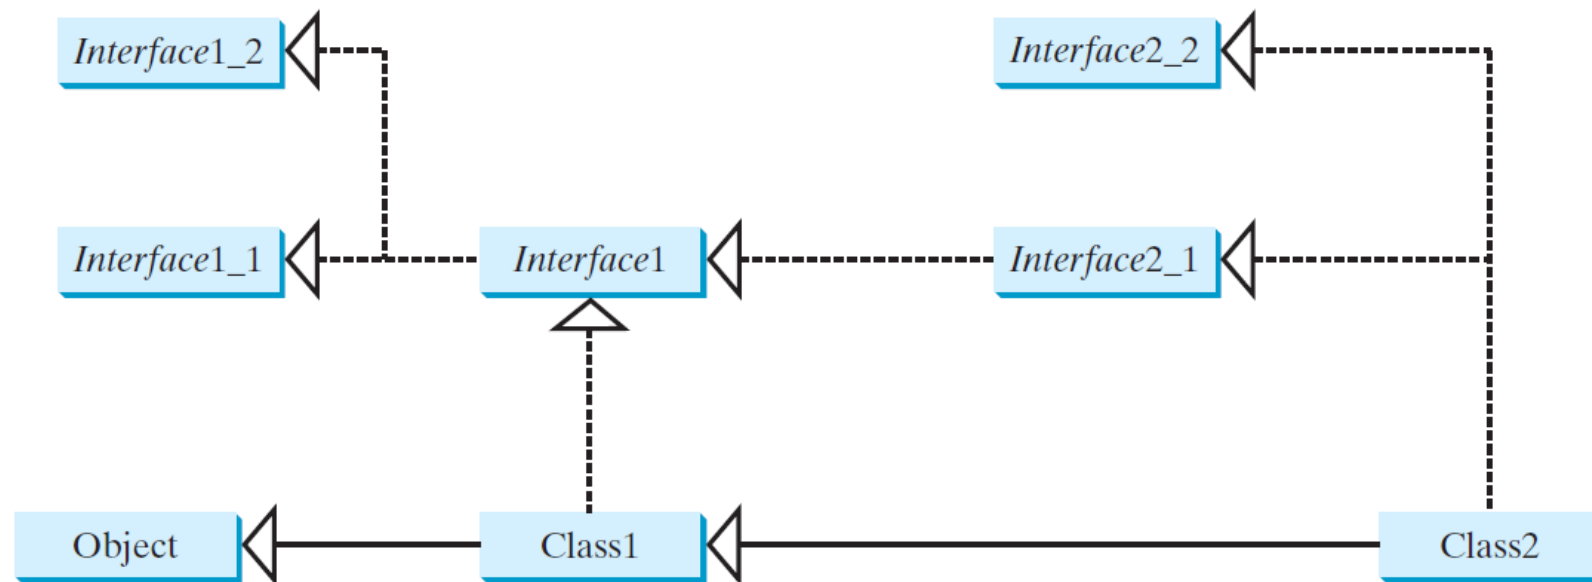 Interface1_2
Interface2_2
Interface1_1
Interface1
Interface2_1
Object
Class1
Class2